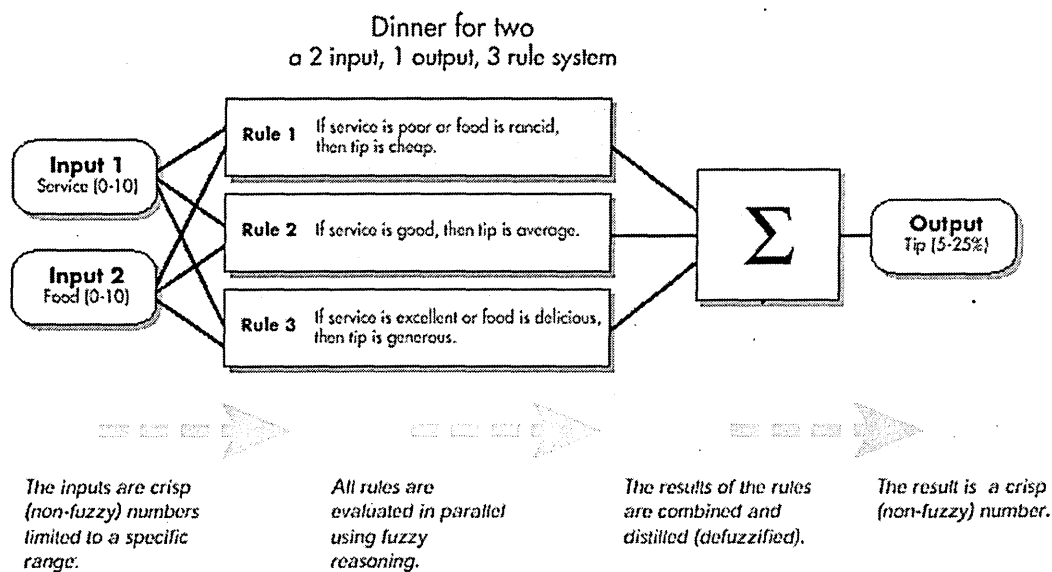 Dinner for two
a 2 input, 1 output, 3 rule system
Input 1
Service (0-10)
Input 2
Food (0-10)
Rule 1 If service is poor or food is rancid,
then tip is cheap.
Rule 2 If service is good, then tip is average.
Rule 3 If service is excellent or food is delicious,
then tip is generous.
Σ
Output
Tip (5-25%)
The inputs are crisp
(non-fuzzy) numbers
limited to a specific
range.
All rules are
evaluated in parallel
using fuzzy
reasoning.
The results of the rules
are combined and
distilled (defuzzified).
The result is a crisp
(non-fuzzy) number.